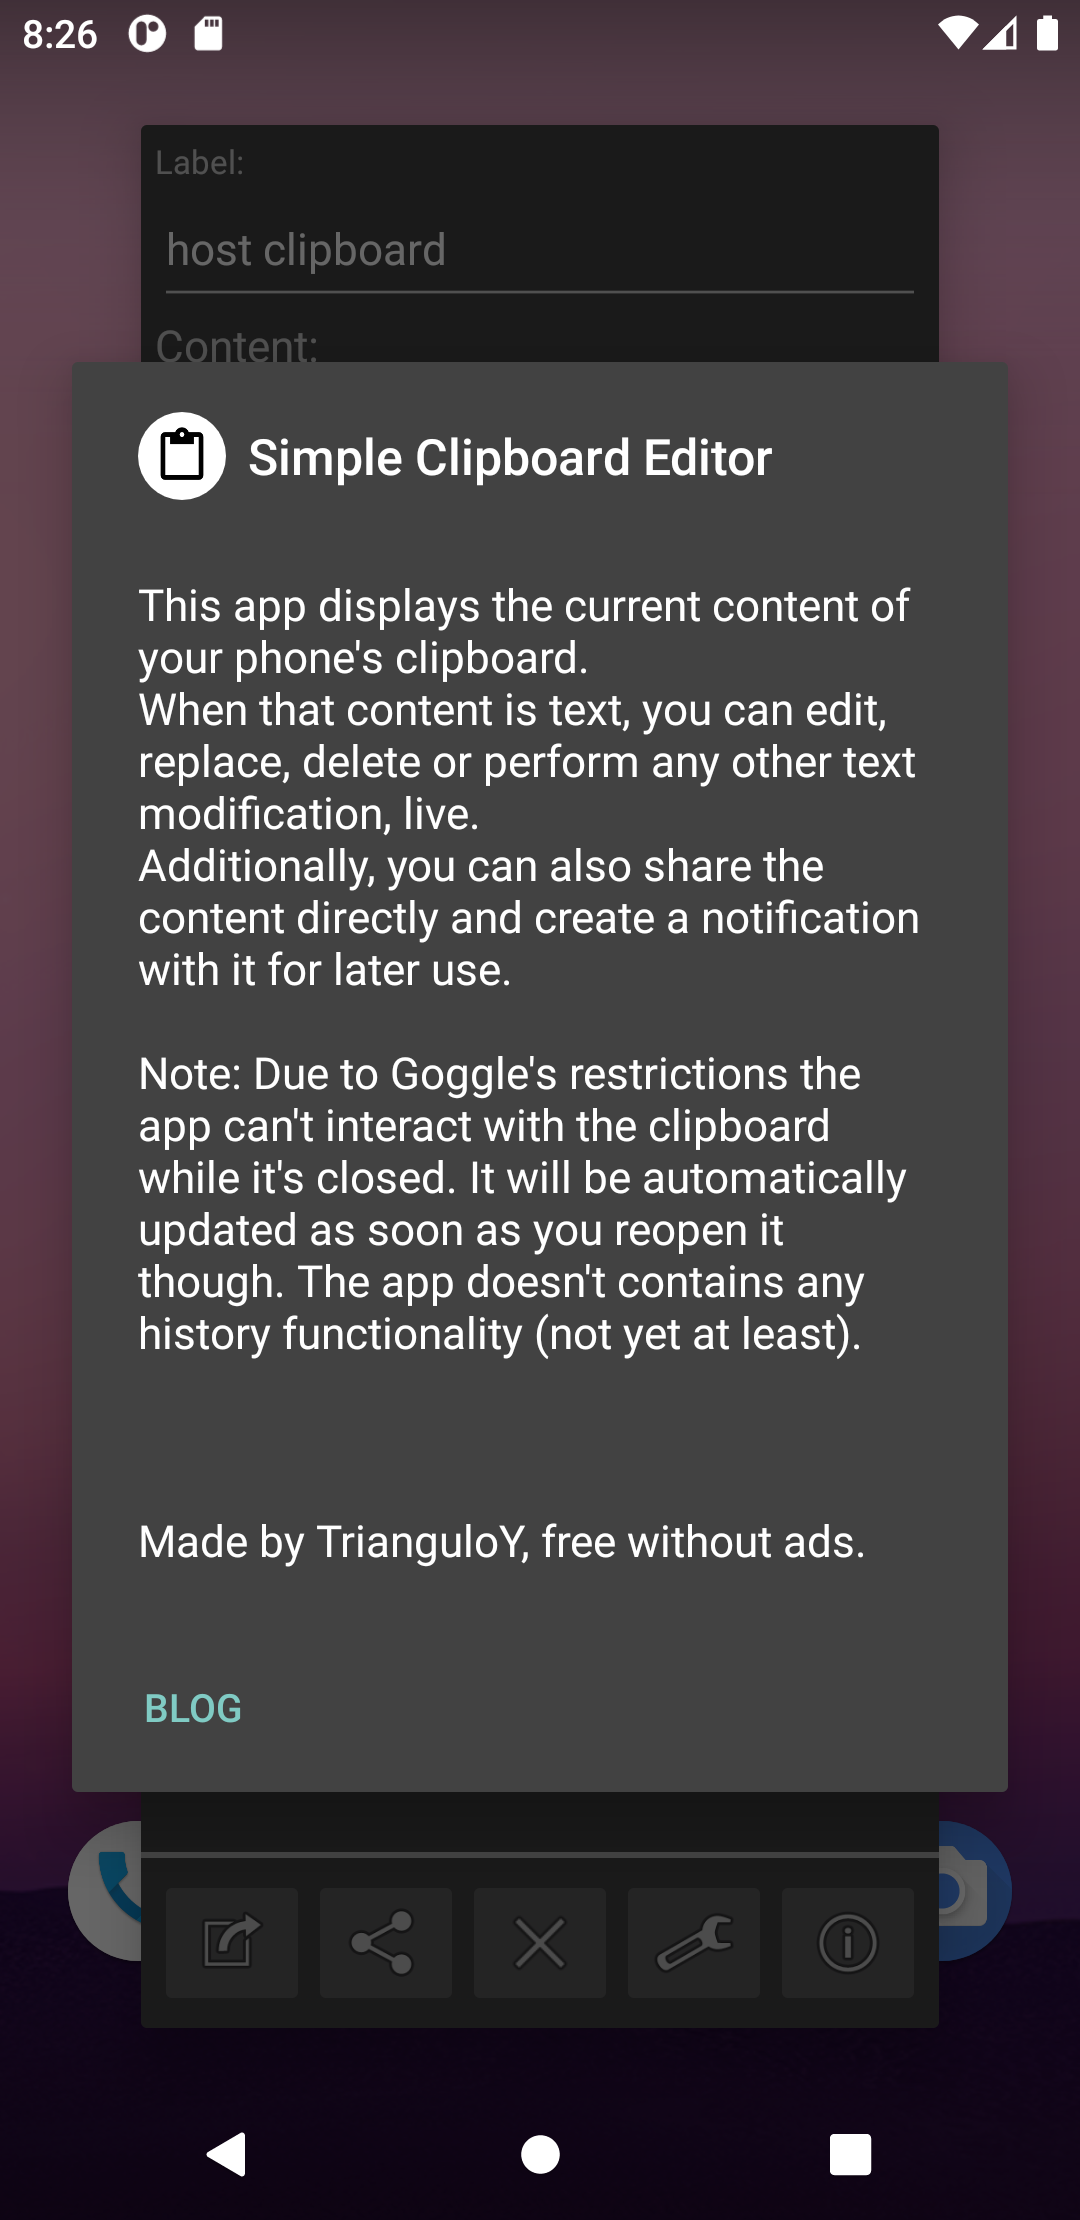 8:26
Label:
host clipboard
Content:
Simple Clipboard Editor
This app displays the current content of
your phone's clipboard.
When that content is text, you can edit,
replace, delete or perform any other text
modification, live.
Additionally, you can also share the
content directly and create a notification
with it for later use.
Note: Due to Goggle's restrictions the
app can't interact with the clipboard
while it's closed. It will be automatically
updated as soon as you reopen it
though. The app doesn't contains any
history functionality (not yet at least).
Made by TrianguloY, free without ads.
BLOG